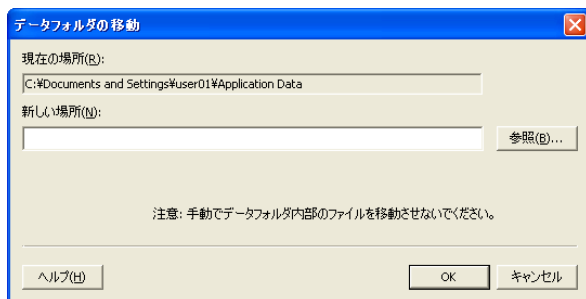 データフォルダの移動
現在の場所(R):
C:¥Documents and Settings¥user01¥Application Data
新しい場所(N):
参照(B)...
注意: 手動でデータフォルダ内部のファイルを移動させないでください。
ヘルプ(H) OK キャンセル